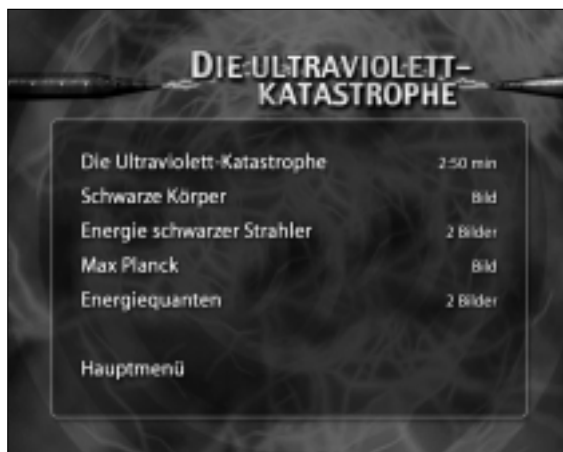 DIE ULTRAVIOLETT-
KATASTROPHE
Die Ultraviolett-Katastrophe 2:50 min
Schwarze Körper Bild
Energie schwarzer Strahler 2 Bilder
Max Planck Bild
Energiequanten 2 Bilder
Hauptmenü